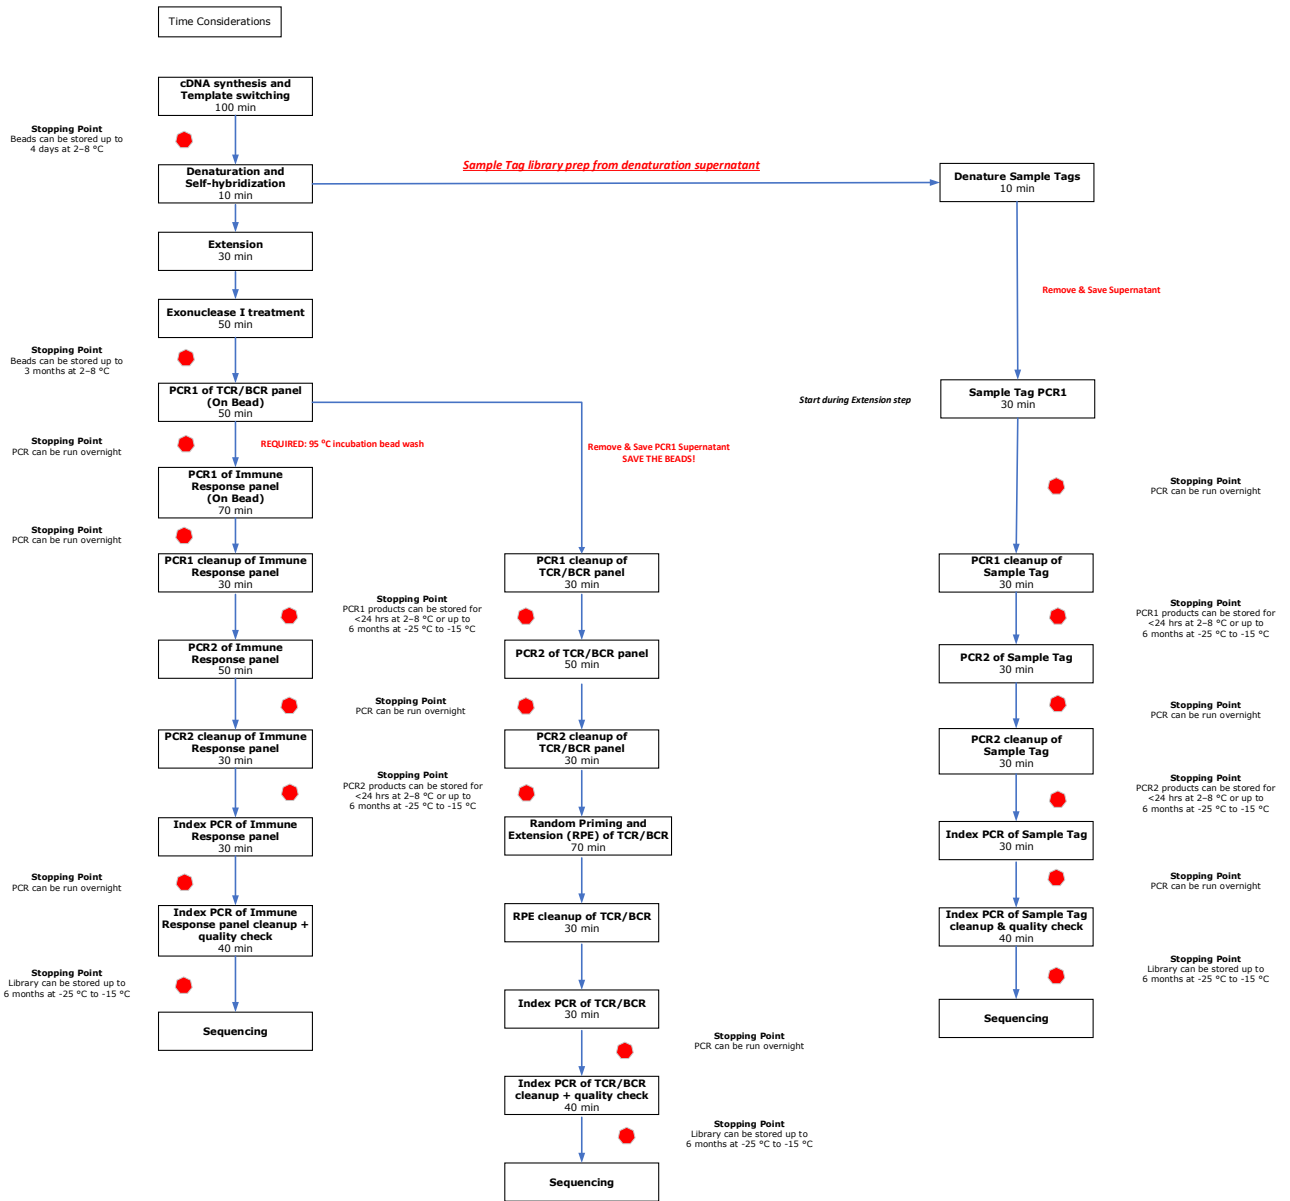 Time Considerations
cDNA synthesis and
Template switching
100 min
Stopping Point
Beads can be stored up to
4 days at 2–8 °C
Denaturation and
Self-hybridization
10 min
Sample Tag library prep from denaturation supernatant
Denature Sample Tags
10 min
Extension
30 min
Remove & Save Supernatant
Exonuclease I treatment
50 min
Stopping Point
Beads can be stored up to
3 months at 2–8 °C
PCR1 of TCR/BCR panel
(On Bead)
50 min
Start during Extension step
Sample Tag PCR1
30 min
Stopping Point
PCR can be run overnight
REQUIRED: 95 °C incubation bead wash
Remove & Save PCR1 Supernatant
SAVE THE BEADS!
PCR1 of Immune
Response panel
(On Bead)
70 min
Stopping Point
PCR can be run overnight
Stopping Point
PCR can be run overnight
PCR1 cleanup of Immune
Response panel
30 min
PCR1 cleanup of
TCR/BCR panel
30 min
PCR1 cleanup of
Sample Tag
30 min
Stopping Point
PCR1 products can be stored for
<24 hrs at 2–8 °C or up to
6 months at -25 °C to -15 °C
Stopping Point
PCR1 products can be stored for
<24 hrs at 2–8 °C or up to
6 months at -25 °C to -15 °C
PCR2 of Immune
Response panel
50 min
PCR2 of TCR/BCR panel
50 min
PCR2 of Sample Tag
30 min
Stopping Point
PCR can be run overnight
Stopping Point
PCR can be run overnight
PCR2 cleanup of Immune
Response panel
30 min
PCR2 cleanup of
TCR/BCR panel
30 min
PCR2 cleanup of
Sample Tag
30 min
Stopping Point
PCR2 products can be stored for
<24 hrs at 2–8 °C or up to
6 months at -25 °C to -15 °C
Stopping Point
PCR2 products can be stored for
<24 hrs at 2–8 °C or up to
6 months at -25 °C to -15 °C
Index PCR of Immune
Response panel
30 min
Random Priming and
Extension (RPE) of TCR/BCR
70 min
Index PCR of Sample Tag
30 min
Stopping Point
PCR can be run overnight
Stopping Point
PCR can be run overnight
Index PCR of Immune
Response panel cleanup +
quality check
40 min
RPE cleanup of TCR/BCR
30 min
Index PCR of Sample Tag
cleanup & quality check
40 min
Stopping Point
Library can be stored up to
6 months at -25 °C to -15 °C
Stopping Point
Library can be stored up to
6 months at -25 °C to -15 °C
Sequencing
Index PCR of TCR/BCR
30 min
Sequencing
Stopping Point
PCR can be run overnight
Index PCR of TCR/BCR
cleanup + quality check
40 min
Stopping Point
Library can be stored up to
6 months at -25 °C to -15 °C
Sequencing